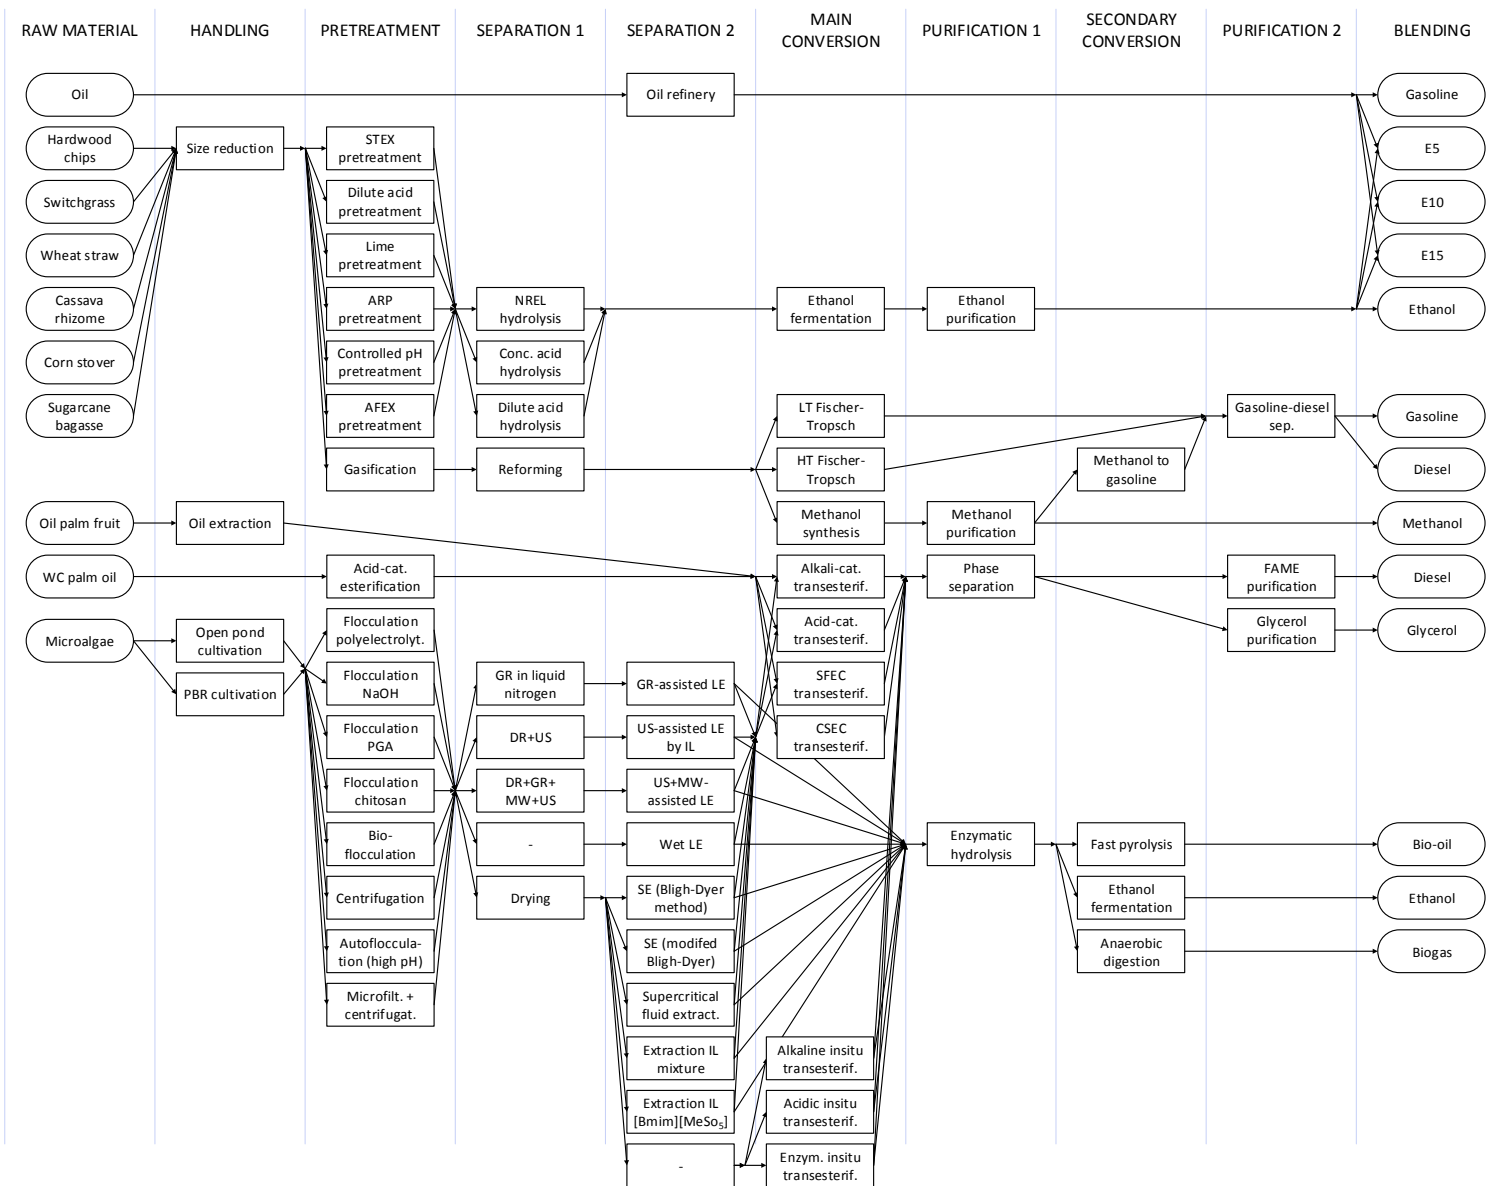 RAW MATERIAL
HANDLING
PRETREATMENT
SEPARATION 1
SEPARATION 2
MAIN
CONVERSION
PURIFICATION 1
SECONDARY
CONVERSION
PURIFICATION 2
BLENDING
Oil
Oil refinery
Gasoline
Hardwood
chips
Size reduction
STEX
pretreatment
E5
Switchgrass
Dilute acid
pretreatment
E10
Wheat straw
Lime
pretreatment
E15
Cassava
rhizome
ARP
pretreatment
NREL
hydrolysis
Ethanol
fermentation
Ethanol
purification
Ethanol
Corn stover
Controlled pH
pretreatment
Conc. acid
hydrolysis
Sugarcane
bagasse
AFEX
pretreatment
Dilute acid
hydrolysis
LT Fischer-
Tropsch
Gasoline-diesel
sep.
Gasoline
Gasification
Reforming
HT Fischer-
Tropsch
Methanol to
gasoline
Diesel
Oil palm fruit
Oil extraction
Methanol
synthesis
Methanol
purification
Methanol
WC palm oil
Acid-cat.
esterification
Alkali-cat.
transesterif.
Phase
separation
FAME
purification
Diesel
Microalgae
Open pond
cultivation
Flocculation
polyelectrolyt.
Acid-cat.
transesterif.
Glycerol
purification
Glycerol
PBR cultivation
Flocculation
NaOH
GR in liquid
nitrogen
GR-assisted LE
SFEC
transesterif.
Flocculation
PGA
DR+US
US-assisted LE
by IL
CSEC
transesterif.
Flocculation
chitosan
DR+GR+
MW+US
US+MW-
assisted LE
Bio-
flocculation
-
Wet LE
Enzymatic
hydrolysis
Fast pyrolysis
Bio-oil
Centrifugation
Drying
SE (Bligh-Dyer
method)
Ethanol
fermentation
Ethanol
Autofloccula-
tion (high pH)
SE (modifed
Bligh-Dyer)
Anaerobic
digestion
Biogas
Microfilt. +
centrifugat.
Supercritical
fluid extract.
Extraction IL
mixture
Alkaline insitu
transesterif.
Extraction IL
[Bmim][MeSo₅]
Acidic insitu
transesterif.
-
Enzym. insitu
transesterif.